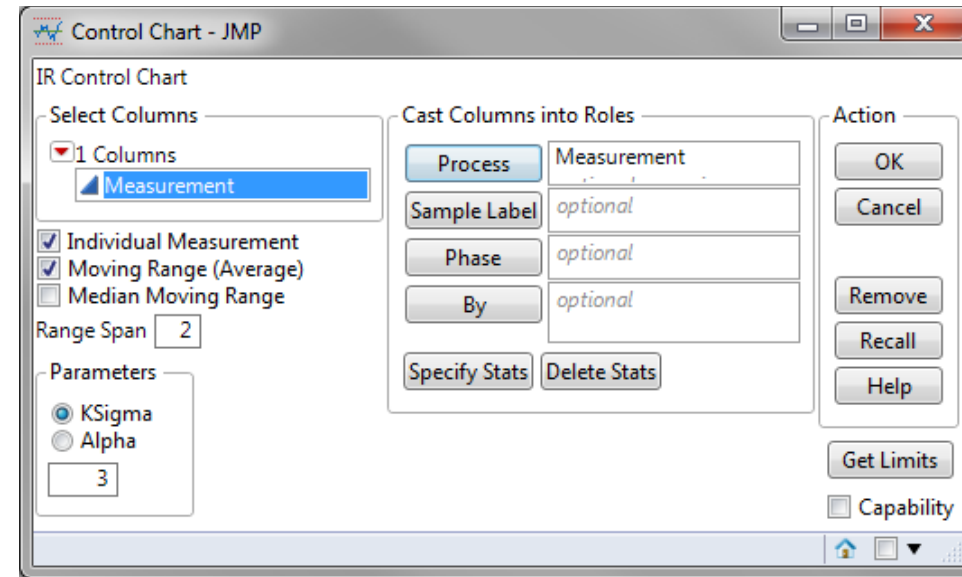 Control Chart - JMP
IR Control Chart
Select Columns
1 Columns
Measurement
Individual Measurement
Moving Range (Average)
Median Moving Range
Range Span 2
Parameters
KSigma
Alpha
3
Cast Columns into Roles
Process Measurement
Sample Label optional
Phase optional
By optional
Specify Stats Delete Stats
Action
OK
Cancel
Remove
Recall
Help
Get Limits
Capability